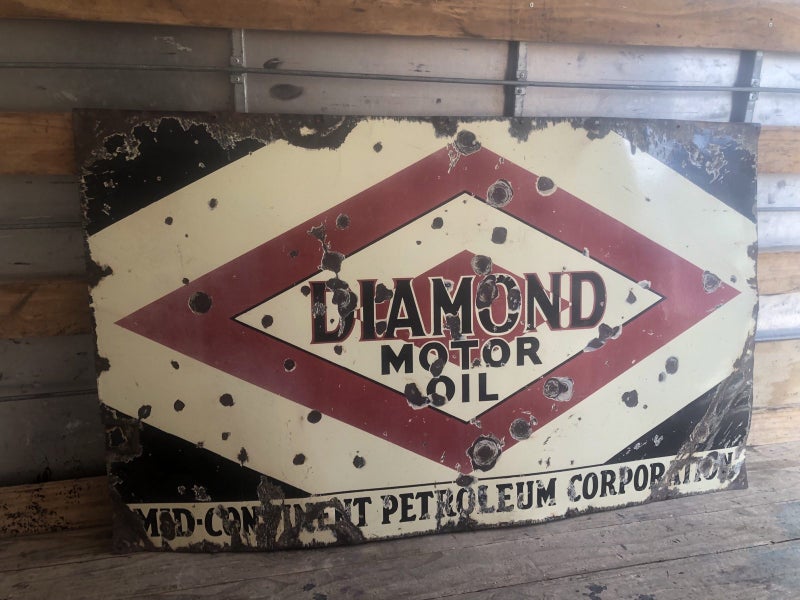 DIAMOND
MOTOR
OIL
MID-CONTINENT PETROLEUM CORPORATION